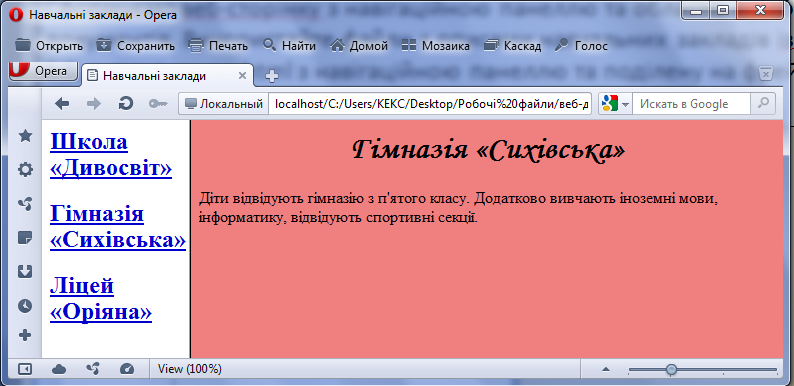 Навчальні заклади - Opera
Открыть Сохранить Печать Найти Домой Мозаика Каскад Голос
Opera Навчальні заклади
Локальный localhost/C:/Users/KEKC/Desktop/Робочі%20файли/веб-д Искать в Google
Школа
«Дивосвіт»
Гімназія
«Сихівська»
Ліцей
«Оріяна»
Гімназія «Сихівська»
Діти відвідують гімназію з п'ятого класу. Додатково вивчають іноземні мови,
інформатику, відвідують спортивні секції.
View (100%)